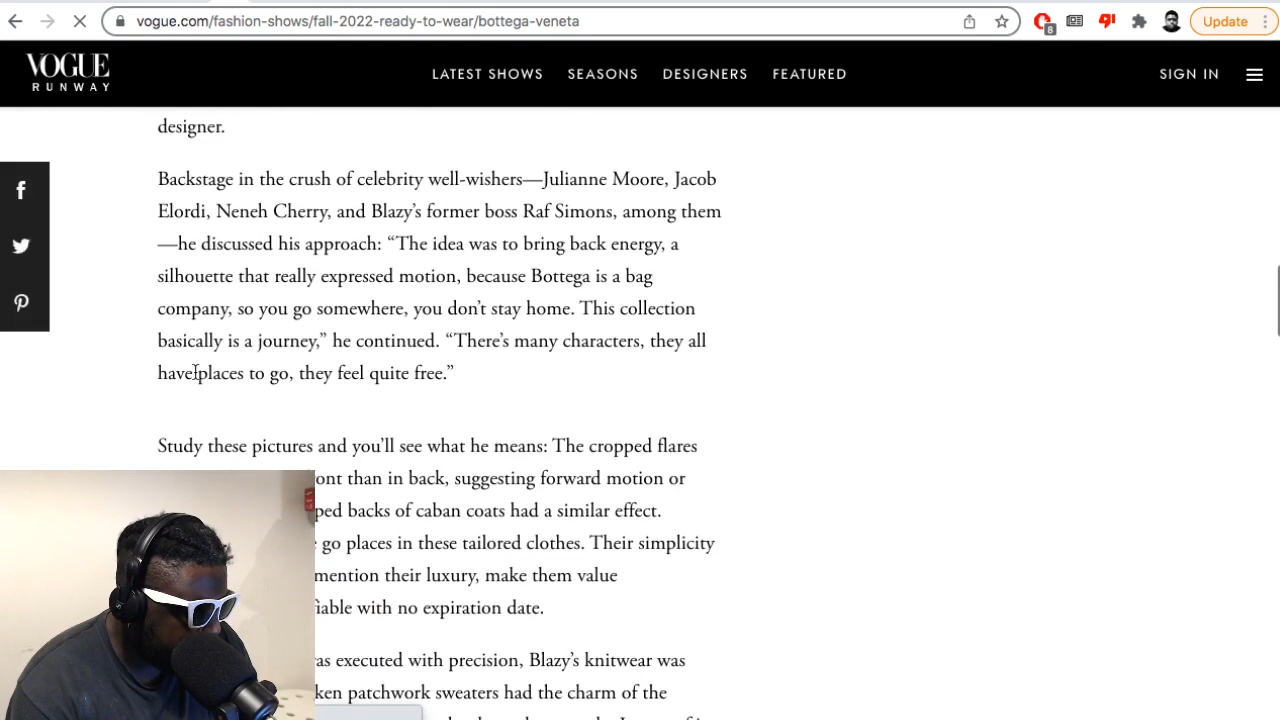 vogue.com/fashion-shows/fall-2022-ready-to-wear/bottega-veneta
8
Update
VOGUE
RUNWAY
LATEST SHOWS
SEASONS
DESIGNERS
FEATURED
SIGN IN
designer.
Backstage in the crush of celebrity well-wishers—Julianne Moore, Jacob
Elordi, Neneh Cherry, and Blazy’s former boss Raf Simons, among them
—he discussed his approach: “The idea was to bring back energy, a
silhouette that really expressed motion, because Bottega is a bag
company, so you go somewhere, you don’t stay home. This collection
basically is a journey,” he continued. “There’s many characters, they all
have places to go, they feel quite free.”
Study these pictures and you’ll see what he means: The cropped flares
ont than in back, suggesting forward motion or
ped backs of caban coats had a similar effect.
go places in these tailored clothes. Their simplicity
mention their luxury, make them value
fiable with no expiration date.
as executed with precision, Blazy’s knitwear was
ken patchwork sweaters had the charm of the